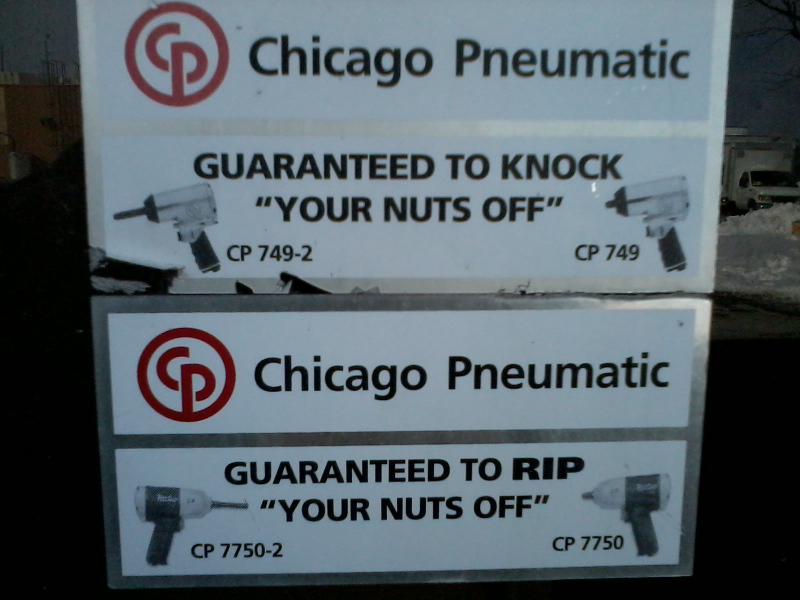 CP Chicago Pneumatic
GUARANTEED TO KNOCK
"YOUR NUTS OFF"
CP 749-2
CP 749
CP Chicago Pneumatic
GUARANTEED TO RIP
"YOUR NUTS OFF"
CP 7750-2
CP 7750